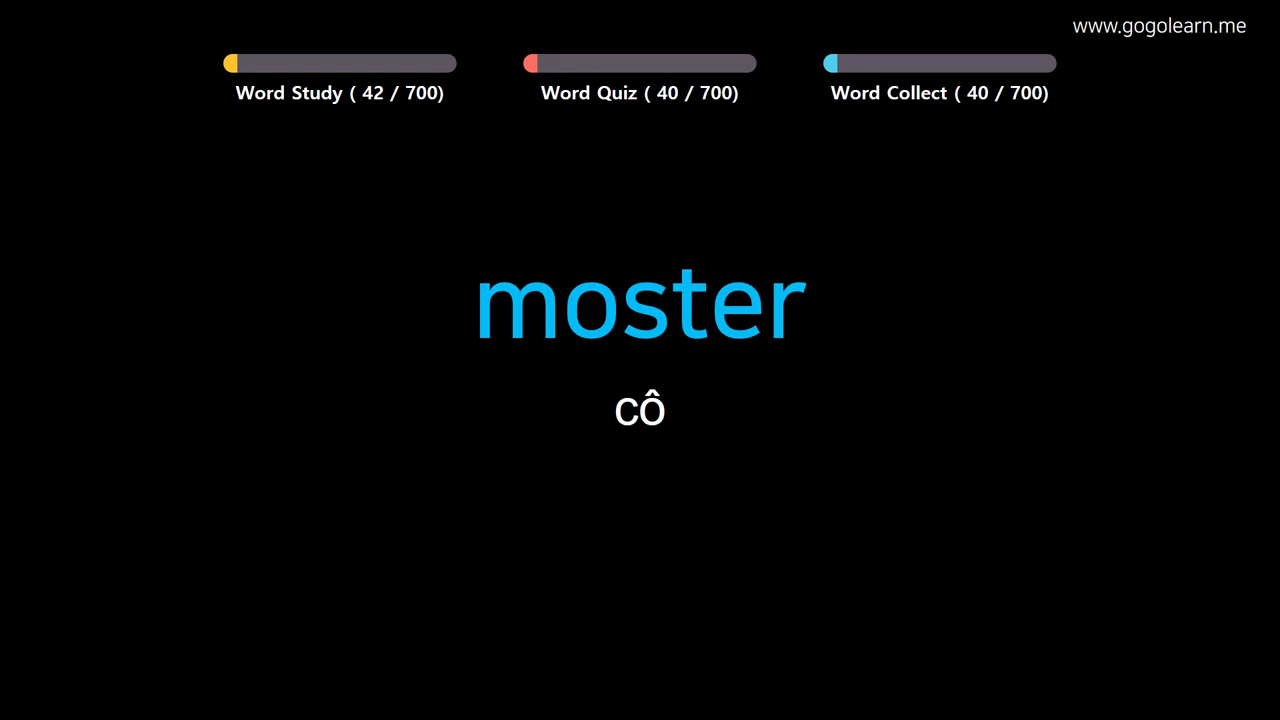 www.gogolearn.me
Word Study ( 42 / 700)
Word Quiz ( 40 / 700)
Word Collect ( 40 / 700)
moster
cô